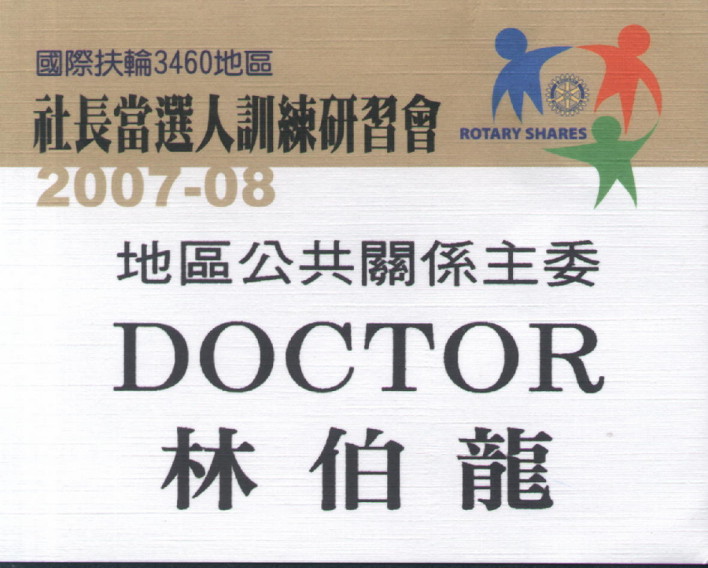 國際扶輪3460地區
社長當選人訓練研習會
ROTARY SHARES
2007-08
地區公共關係主委
DOCTOR
林伯龍